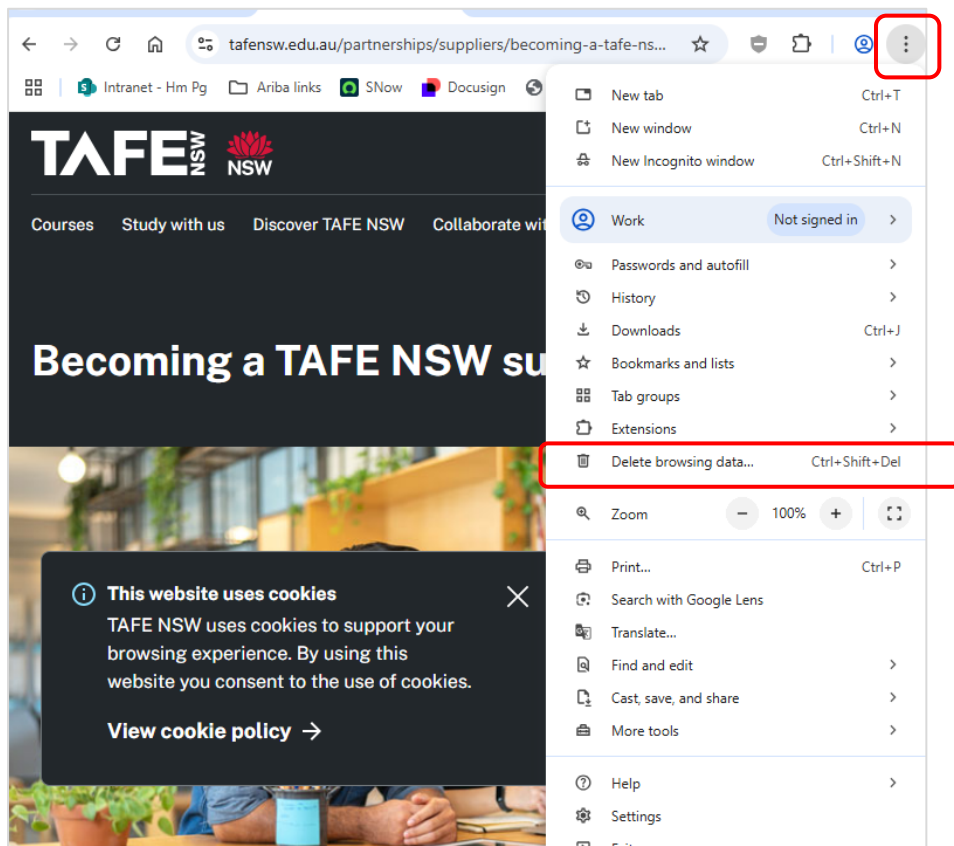 tafensw.edu.au/partnerships/suppliers/becoming-a-tafe-ns...
Intranet - Hm Pg
Ariba links
SNow
Docusign
New tab Ctrl+T
New window Ctrl+N
New Incognito window Ctrl+Shift+N
TAFE NSW
NSW
Courses Study with us Discover TAFE NSW Collaborate wit
Work Not signed in
Passwords and autofill
History
Downloads Ctrl+J
Becoming a TAFE NSW su
Bookmarks and lists
Tab groups
Extensions
Delete browsing data... Ctrl+Shift+Del
Zoom − 100% +
Print... Ctrl+P
Search with Google Lens
Translate...
Find and edit
Cast, save, and share
More tools
Help
Settings
This website uses cookies
TAFE NSW uses cookies to support your
browsing experience. By using this
website you consent to the use of cookies.
View cookie policy →